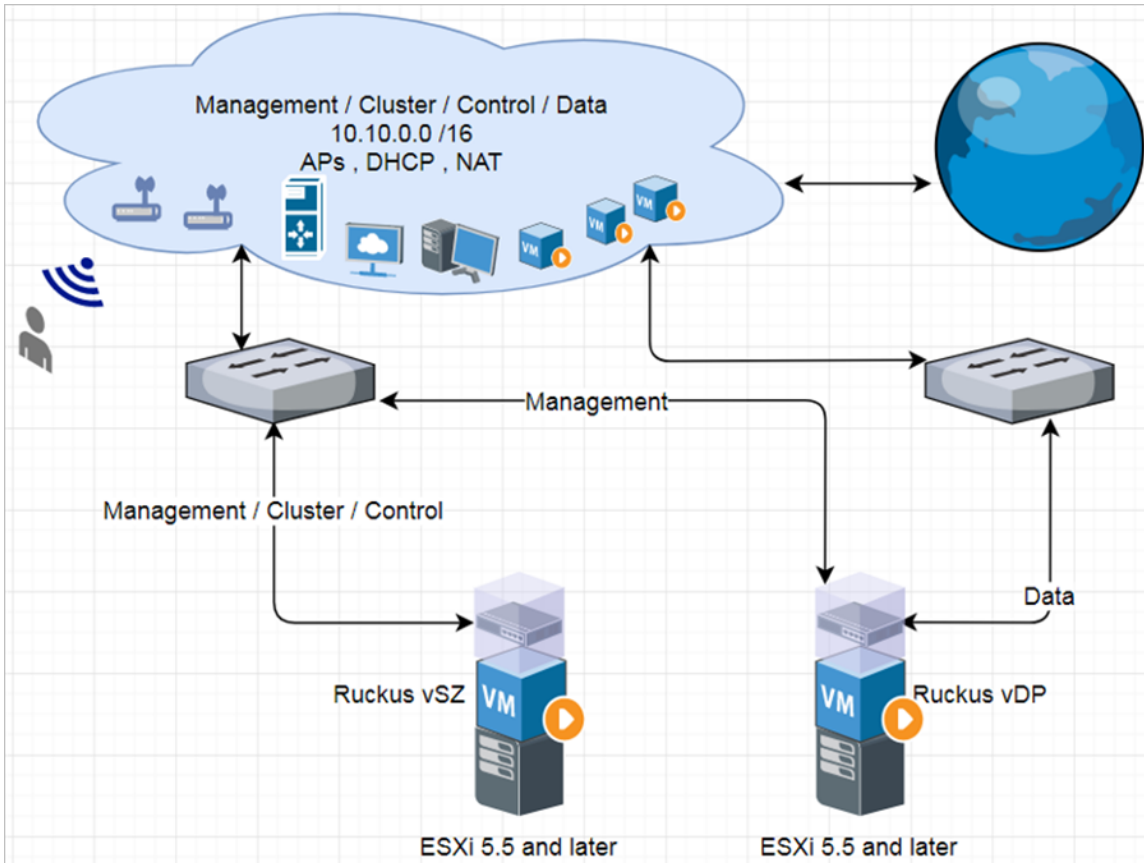 Management / Cluster / Control / Data
10.10.0.0 /16
APs , DHCP , NAT
VM
VM
VM
Management
Management / Cluster / Control
Data
Ruckus vSZ
VM
VM
Ruckus vDP
ESXi 5.5 and later
ESXi 5.5 and later